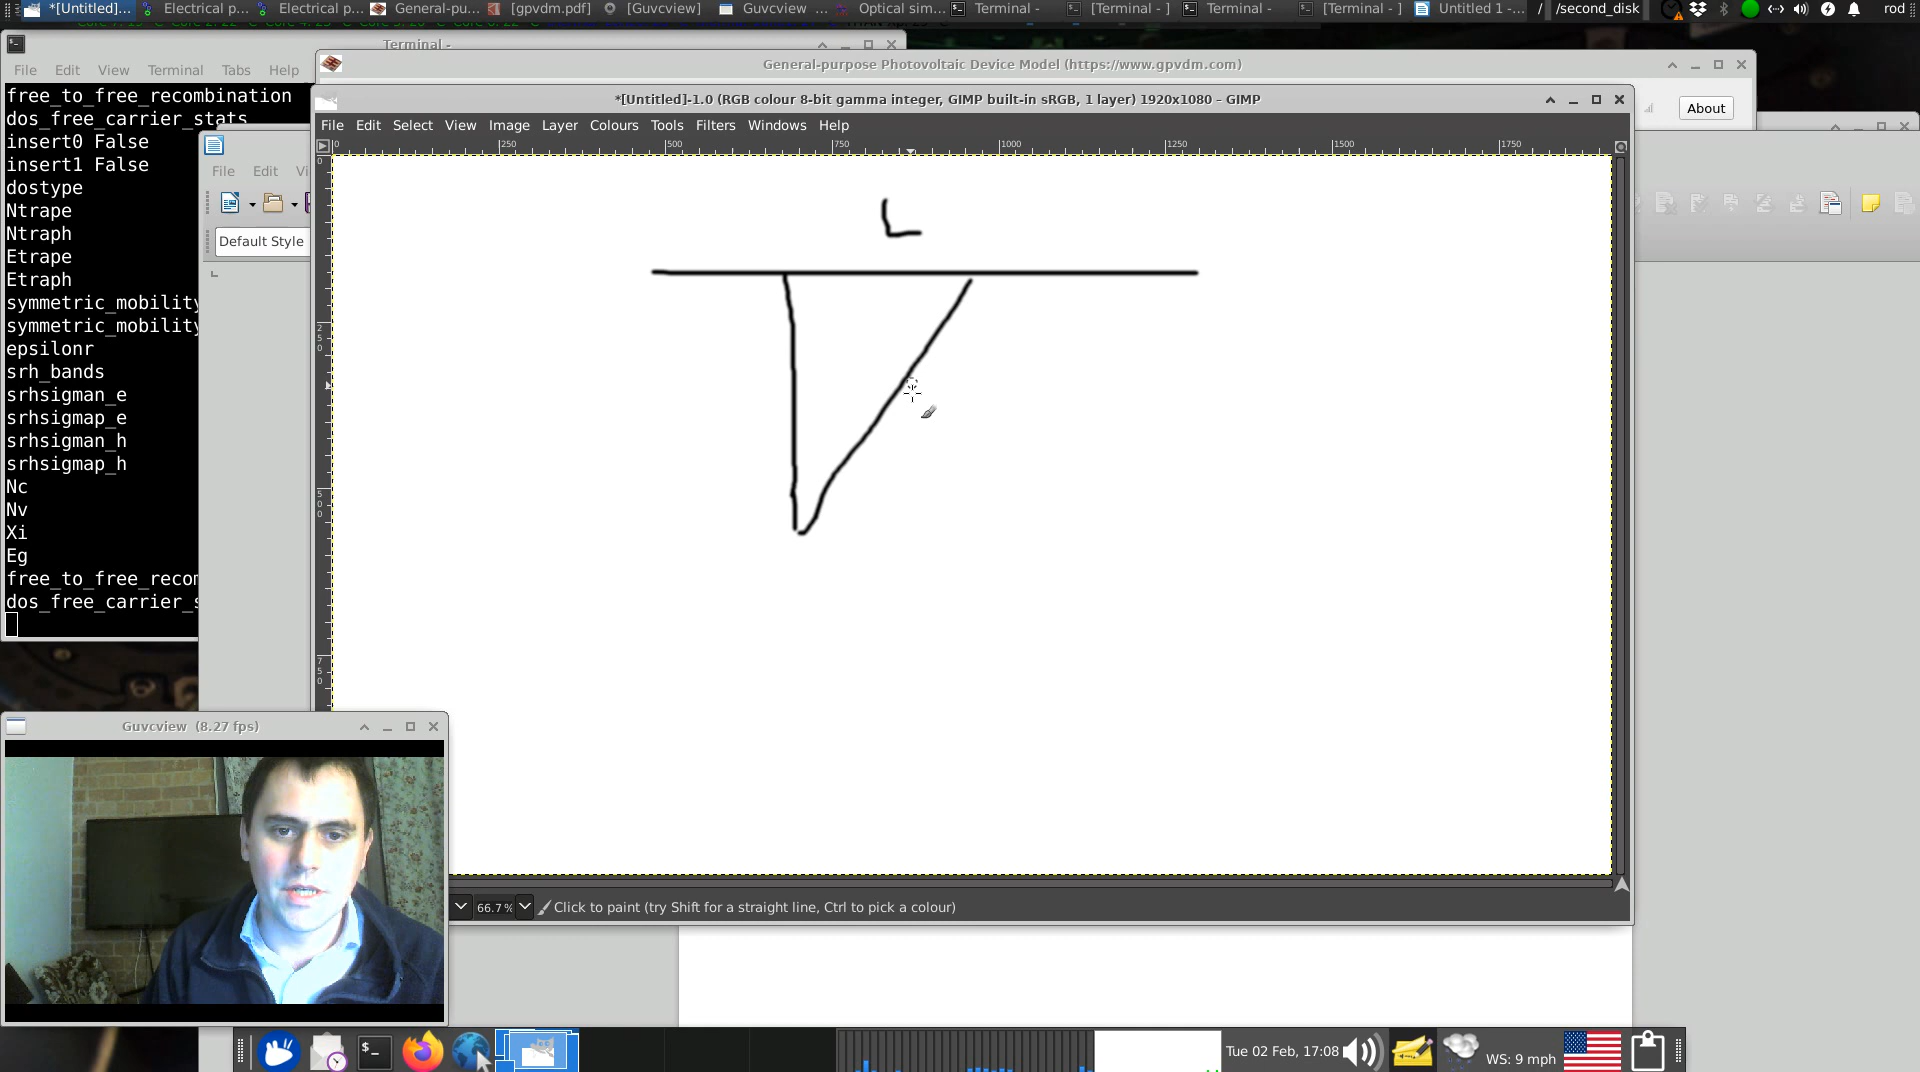 *[Untitled]...
Electrical p...
Electrical p...
General-pu...
[gpvdm.pdf]
[Guvcview]
Guvcview ...
Optical sim...
Terminal -
[Terminal - ]
Terminal -
[Terminal - ]
Untitled 1 -...
/
/second_disk
rod
Terminal -
File Edit View Terminal Tabs Help
free_to_free_recombination
dos_free_carrier_stats
insert0 False
insert1 False
dostype
Ntrape
Ntraph
Etrape
Etraph
symmetric_mobility
symmetric_mobility
epsilonr
srh_bands
srhsigman_e
srhsigmap_e
srhsigman_h
srhsigmap_h
Nc
Nv
Xi
Eg
free_to_free_recom
dos_free_carrier_s
General-purpose Photovoltaic Device Model (https://www.gpvdm.com)
About
File Edit Vi
Default Style
*[Untitled]-1.0 (RGB colour 8-bit gamma integer, GIMP built-in sRGB, 1 layer) 1920x1080 – GIMP
File Edit Select View Image Layer Colours Tools Filters Windows Help
0 250 500 750 1000 1250 1500 1750
0
250
500
750
L
66.7%
Click to paint (try Shift for a straight line, Ctrl to pick a colour)
Guvcview (8.27 fps)
Tue 02 Feb, 17:08
WS: 9 mph